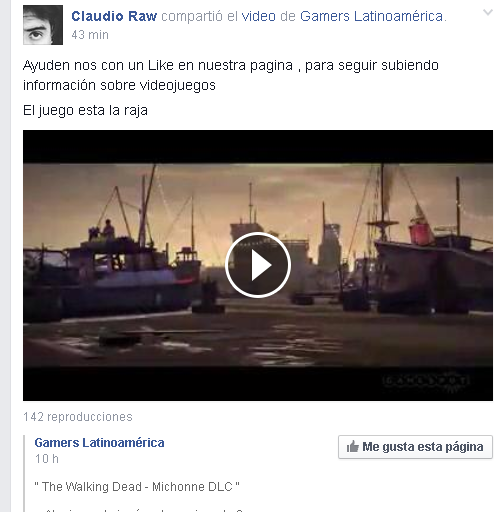 Claudio Raw compartió el video de Gamers Latinoamérica.
43 min
Ayuden nos con un Like en nuestra pagina , para seguir subiendo
información sobre videojuegos
El juego esta la raja
GAMESPOT
142 reproducciones
Gamers Latinoamérica
Me gusta esta página
10 h
" The Walking Dead - Michonne DLC "